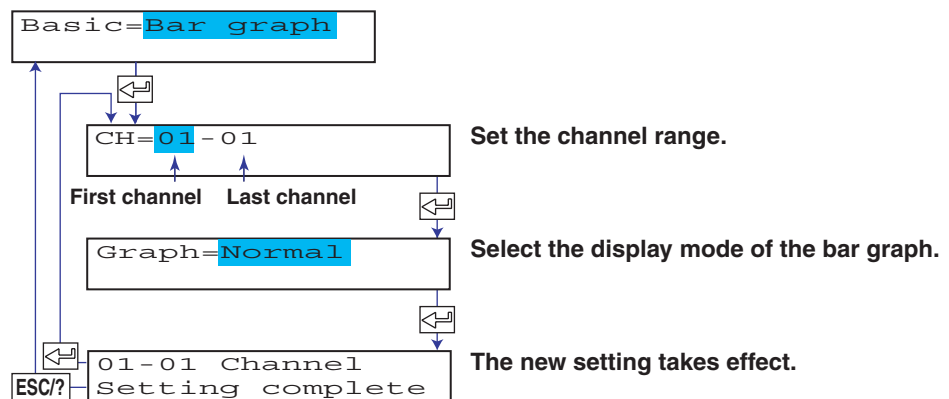 Basic=Bar graph
CH=01-01
Set the channel range.
First channel Last channel
Graph=Normal
Select the display mode of the bar graph.
01-01 Channel
The new setting takes effect.
ESC/?
Setting complete